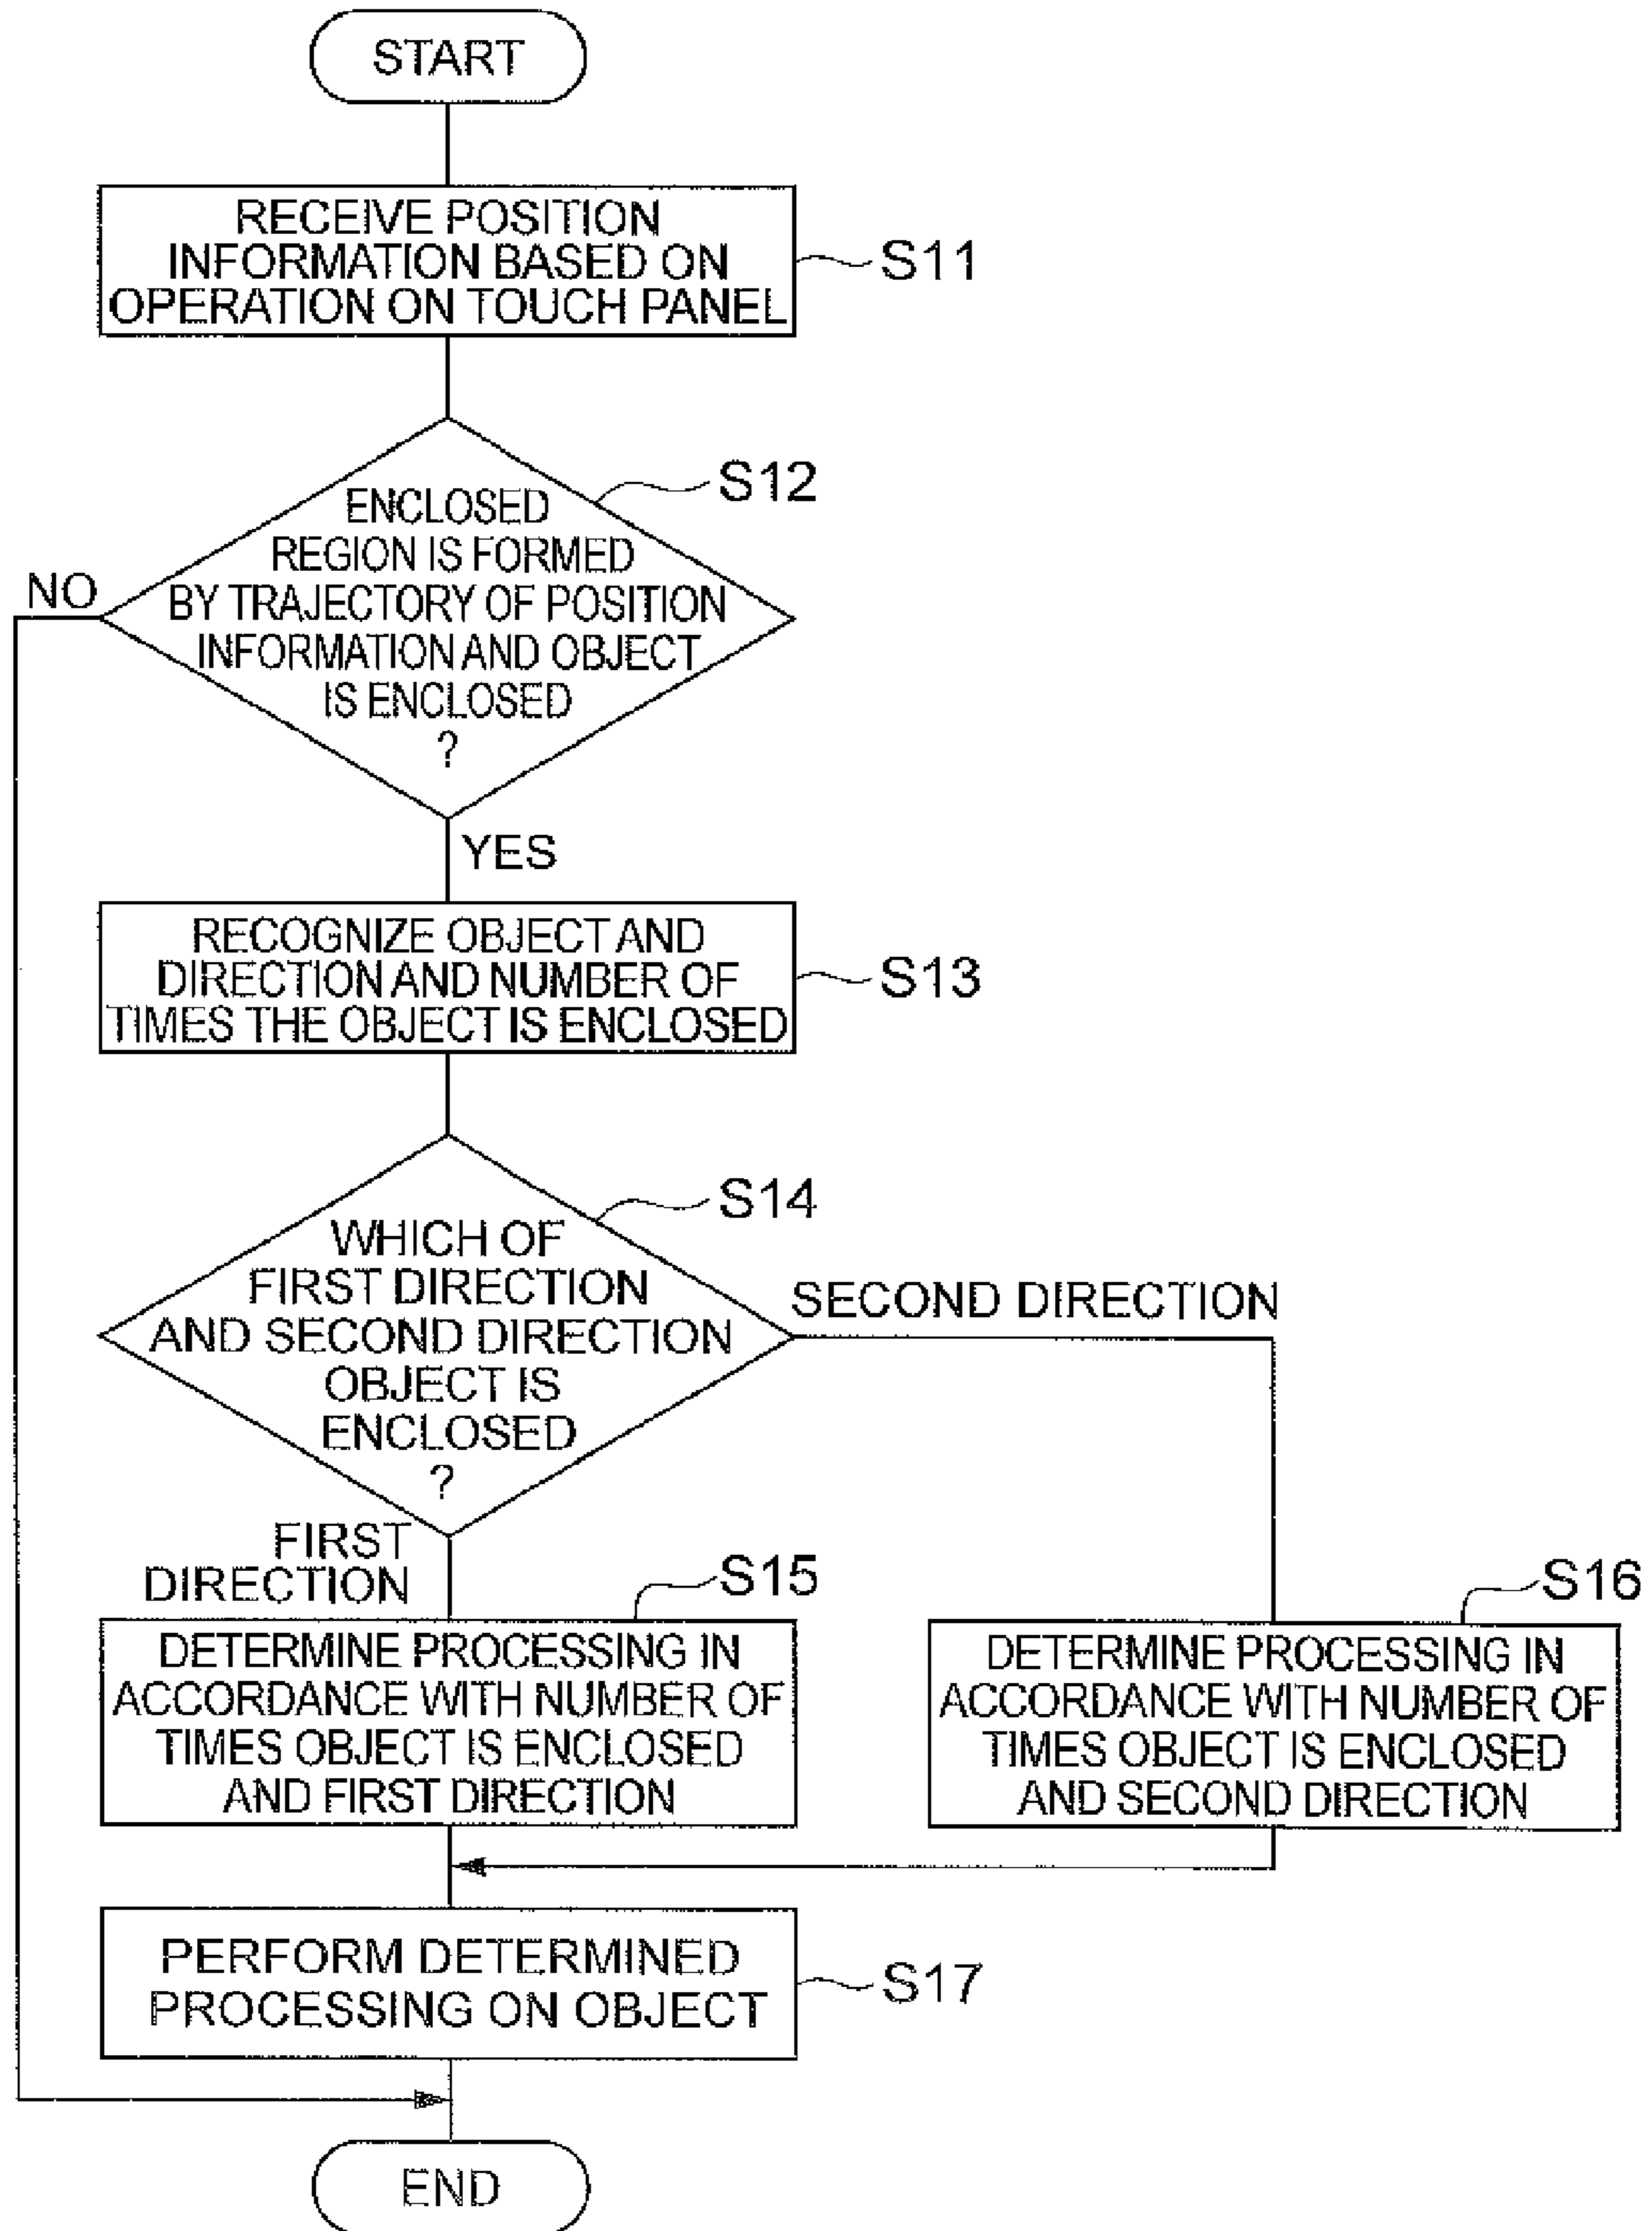 START
RECEIVE POSITION
INFORMATION BASED ON
OPERATION ON TOUCH PANEL
S11
S12
ENCLOSED
REGION IS FORMED
BY TRAJECTORY OF POSITION
INFORMATION AND OBJECT
IS ENCLOSED
?
NO
YES
RECOGNIZE OBJECT AND
DIRECTION AND NUMBER OF
TIMES THE OBJECT IS ENCLOSED
S13
S14
WHICH OF
FIRST DIRECTION
AND SECOND DIRECTION
OBJECT IS
ENCLOSED
?
SECOND DIRECTION
FIRST
DIRECTION
S15
DETERMINE PROCESSING IN
ACCORDANCE WITH NUMBER OF
TIMES OBJECT IS ENCLOSED
AND FIRST DIRECTION
S16
DETERMINE PROCESSING IN
ACCORDANCE WITH NUMBER OF
TIMES OBJECT IS ENCLOSED
AND SECOND DIRECTION
PERFORM DETERMINED
PROCESSING ON OBJECT
S17
END